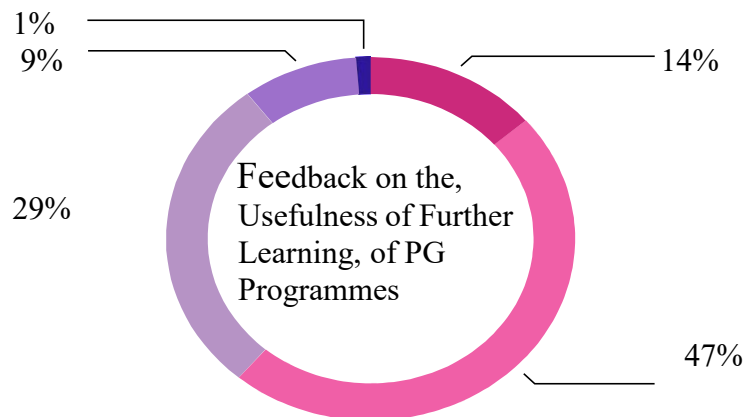 1%
9%
14%
29%
Feedback on the,
Usefulness of Further
Learning, of PG
Programmes
47%